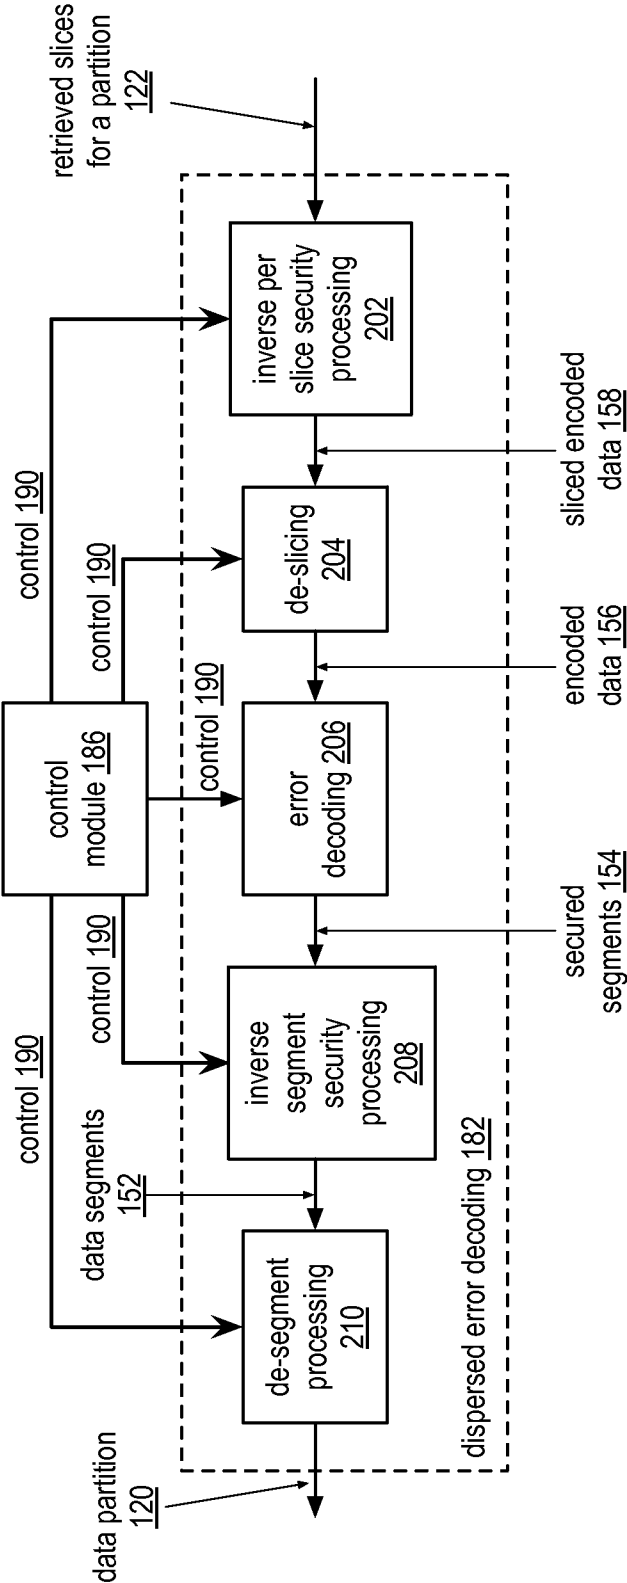 control
module 186
control 190
control 190
control 190
control 190
control 190
data partition
120
de-segment
processing
210
data segments
152
inverse
segment
security
processing
208
secured
segments 154
error
decoding 206
encoded
data 156
de-slicing
204
sliced encoded
data 158
inverse per
slice security
processing
202
retrieved slices
for a partition
122
dispersed error decoding 182